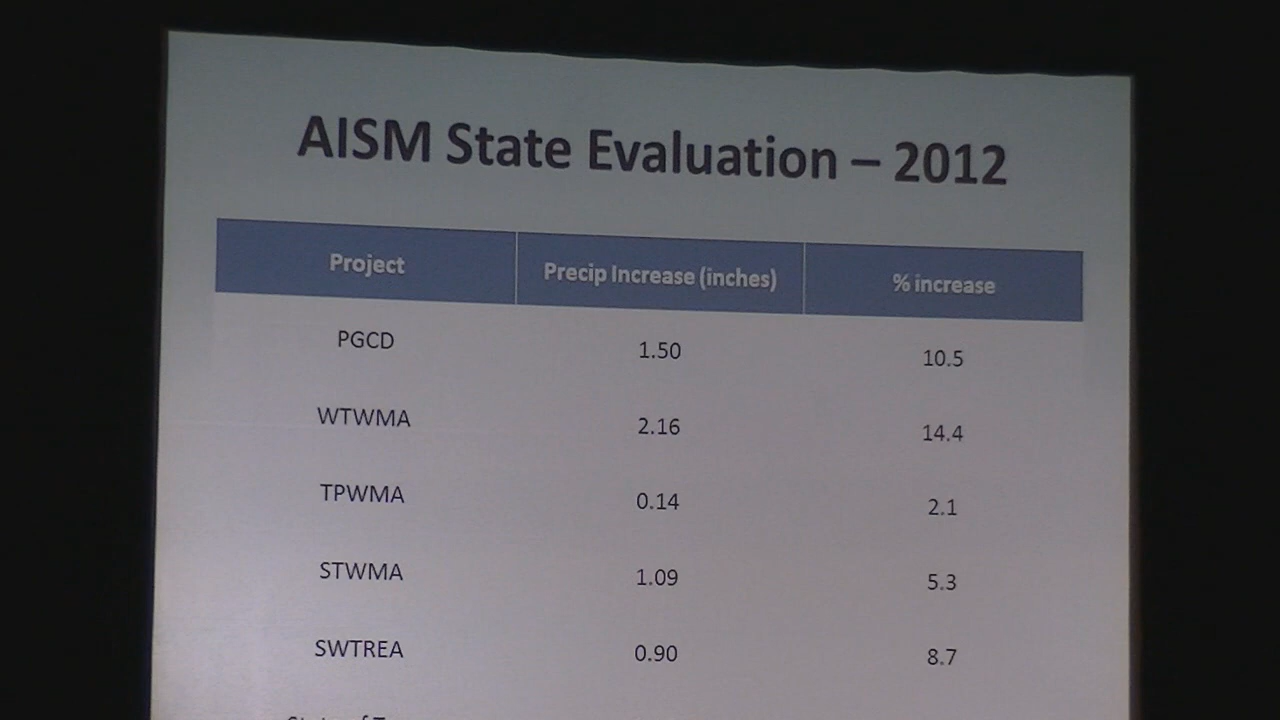 AISM State Evaluation – 2012
Project Precip Increase (inches) % increase
PGCD 1.50 10.5
WTWMA 2.16 14.4
TPWMA 0.14 2.1
STWMA 1.09 5.3
SWTREA 0.90 8.7